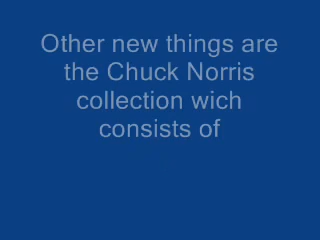 Other new things are
the Chuck Norris
collection wich
consists of